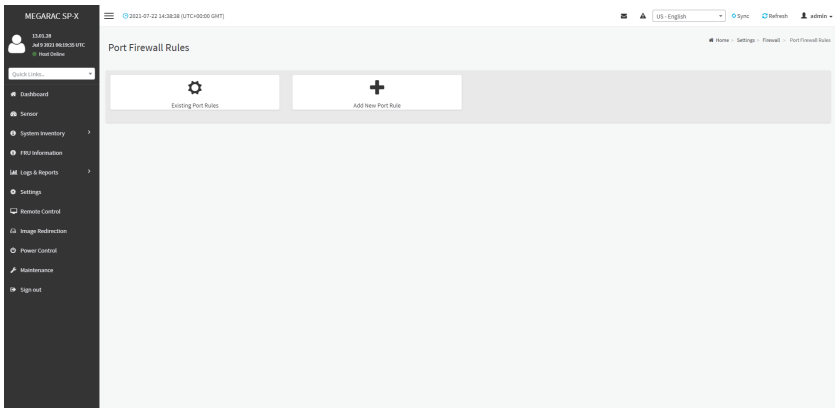 MEGARAC SP-X
2021-07-22 14:38:38 (UTC+00:00 GMT)
US - English
Sync
Refresh
admin
13.01.28
Jul 9 2021 06:19:35 UTC
Host Online
Quick Links..
Dashboard
Sensor
System Inventory
FRU Information
Logs & Reports
Settings
Remote Control
Image Redirection
Power Control
Maintenance
Sign out
Port Firewall Rules
Home > Settings > Firewall > Port Firewall Rules
Existing Port Rules
Add New Port Rule